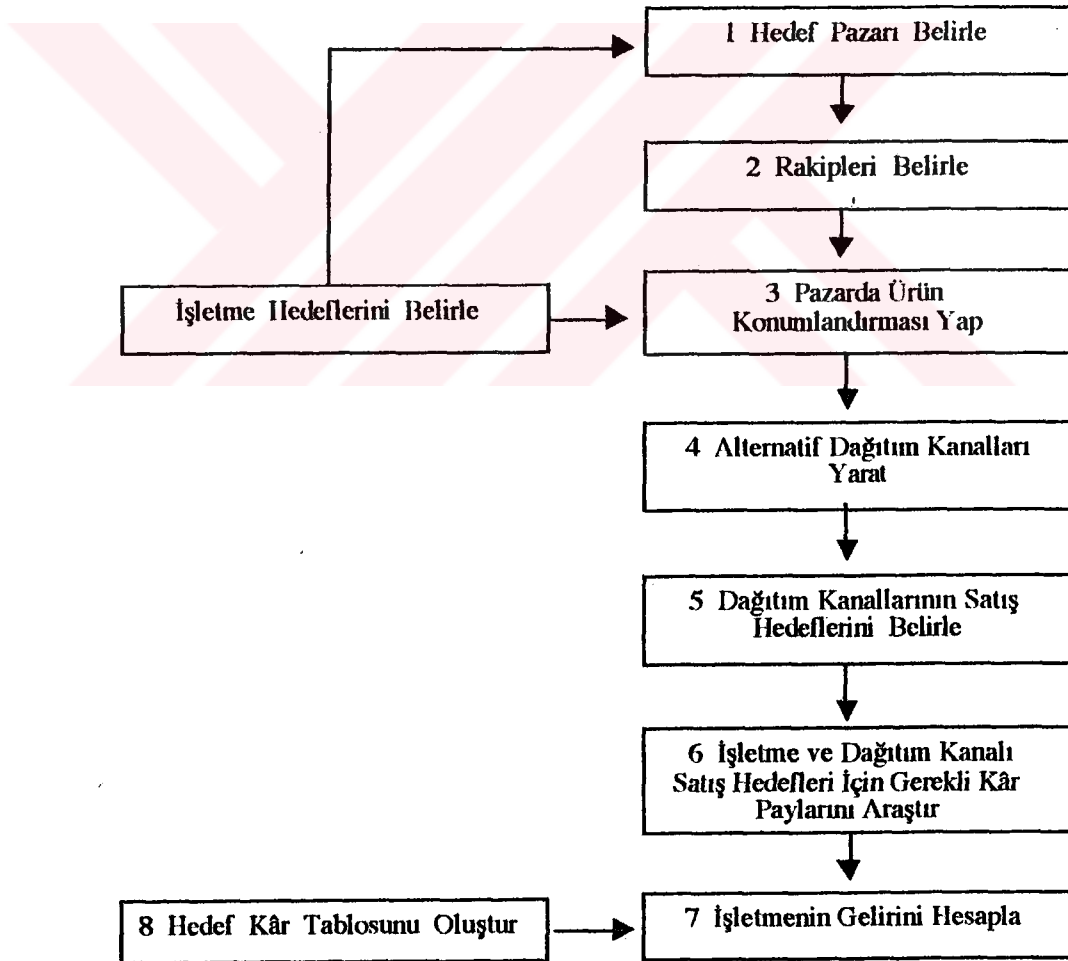 1 Hedef Pazarı Belirle
2 Rakipleri Belirle
İşletme Hedeflerini Belirle
3 Pazarda Ürün
Konumlandırması Yap
4 Alternatif Dağıtım Kanalları
Yarat
5 Dağıtım Kanallarının Satış
Hedeflerini Belirle
6 İşletme ve Dağıtım Kanalı
Satış Hedefleri İçin Gerekli Kâr
Paylarını Araştır
8 Hedef Kâr Tablosunu Oluştur
7 İşletmenin Gelirini Hesapla